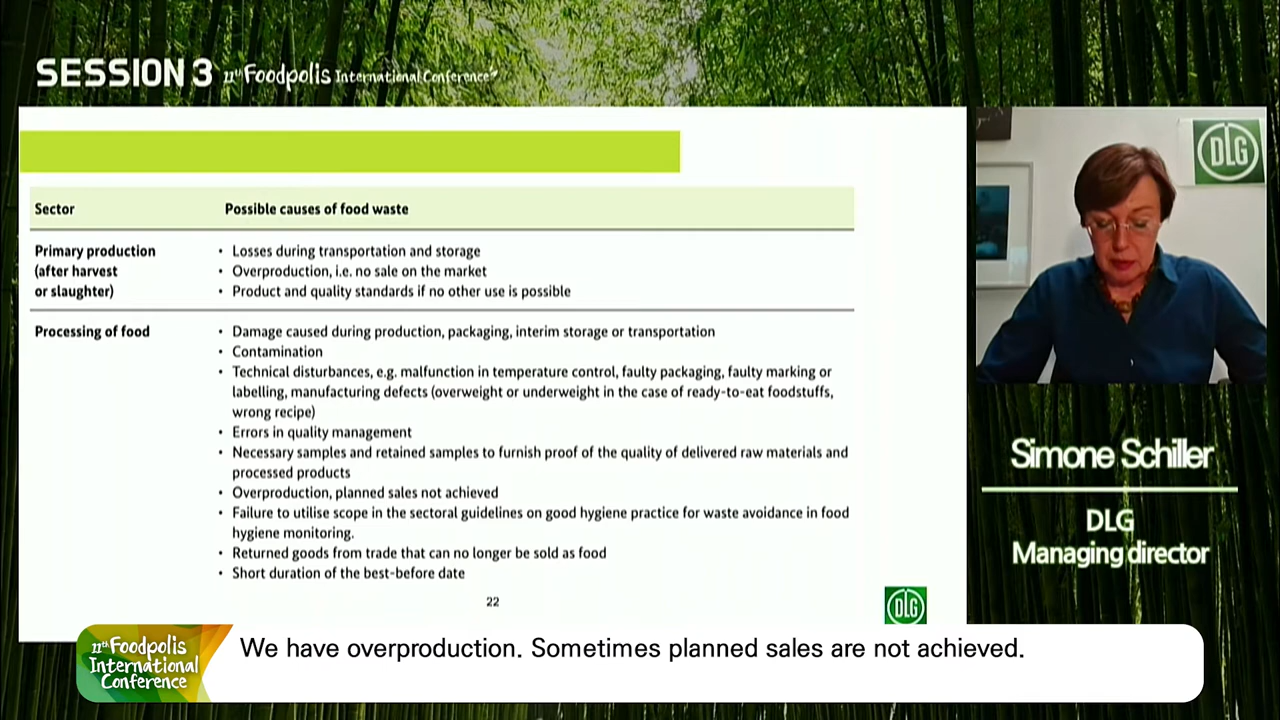 SESSION 3 11th Foodpolis International Conference
DLG
Sector Possible causes of food waste
Primary production
(after harvest
or slaughter)
• Losses during transportation and storage
• Overproduction, i.e. no sale on the market
• Product and quality standards if no other use is possible
Processing of food
• Damage caused during production, packaging, interim storage or transportation
• Contamination
• Technical disturbances, e.g. malfunction in temperature control, faulty packaging, faulty marking or
labelling, manufacturing defects (overweight or underweight in the case of ready-to-eat foodstuffs,
wrong recipe)
• Errors in quality management
• Necessary samples and retained samples to furnish proof of the quality of delivered raw materials and
processed products
• Overproduction, planned sales not achieved
• Failure to utilise scope in the sectoral guidelines on good hygiene practice for waste avoidance in food
hygiene monitoring.
• Returned goods from trade that can no longer be sold as food
• Short duration of the best-before date
22
DLG
Simone Schiller
DLG
Managing director
11th Foodpolis
International
Conference
We have overproduction. Sometimes planned sales are not achieved.